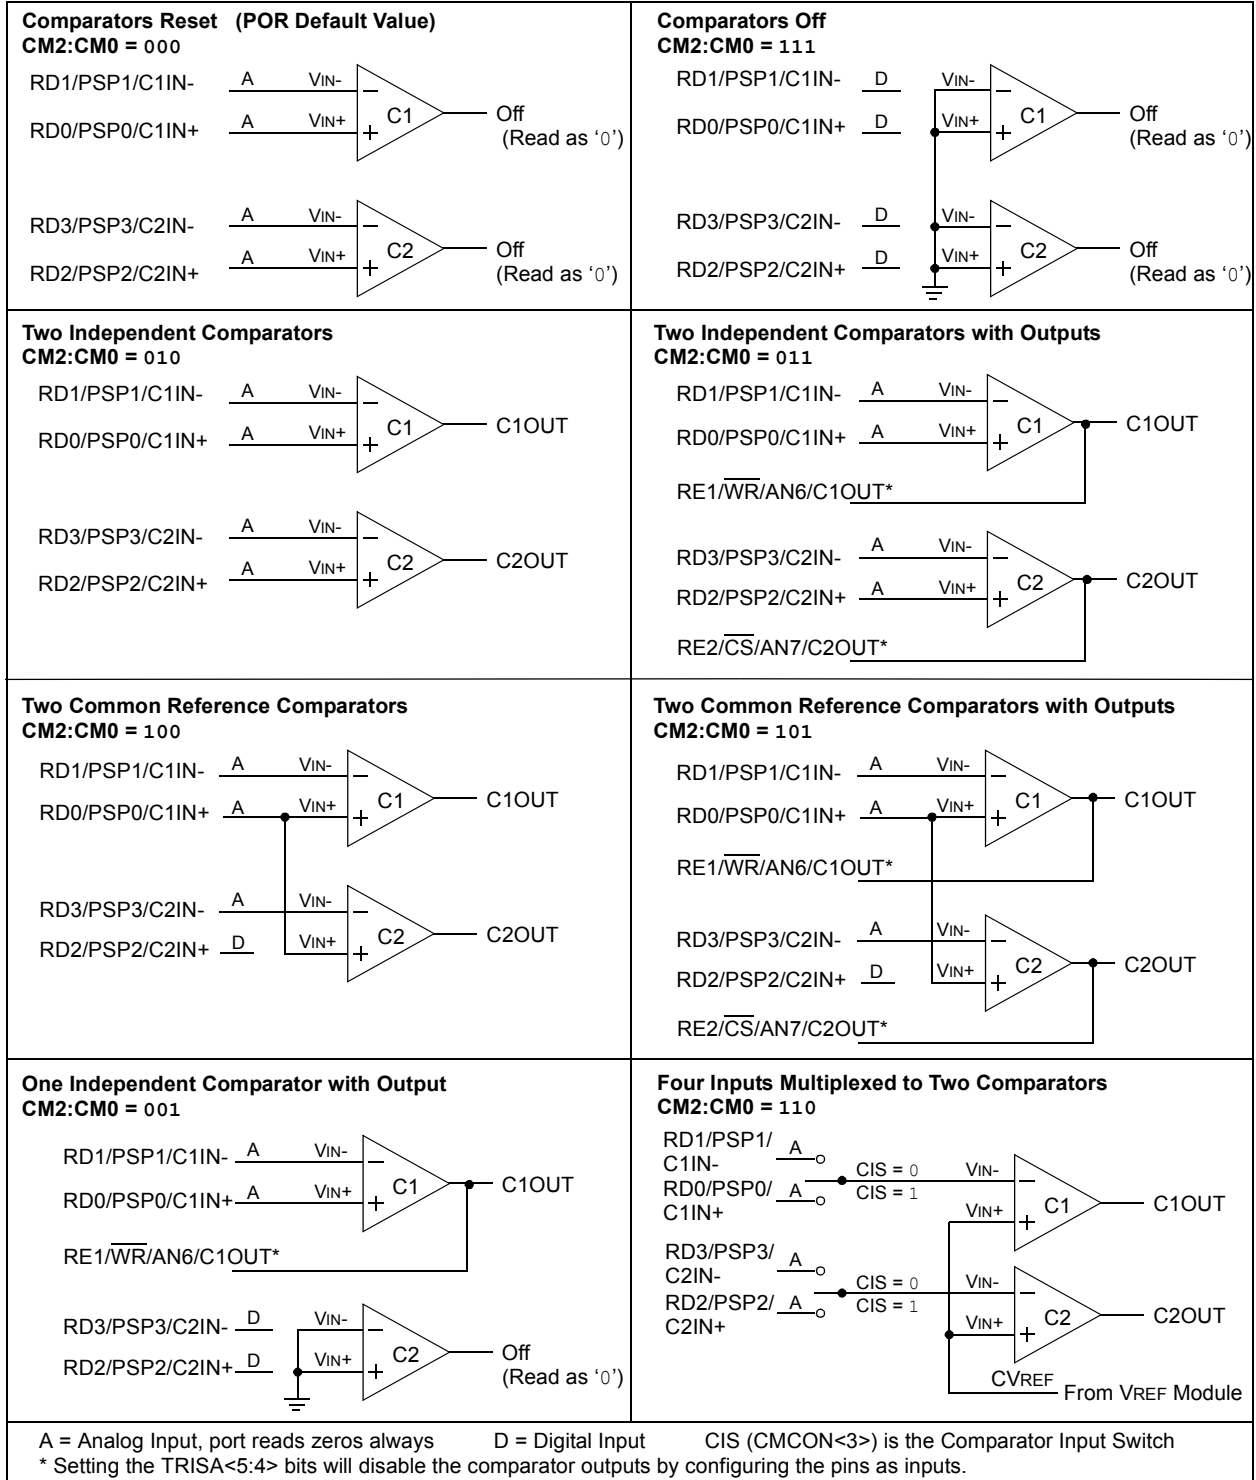 Comparators Reset (POR Default Value)
CM2:CM0 = 000
RD1/PSP1/C1IN- A VIN-
RD0/PSP0/C1IN+ A VIN+
C1
Off
(Read as ‘0’)
RD3/PSP3/C2IN- A VIN-
RD2/PSP2/C2IN+ A VIN+
C2
Off
(Read as ‘0’)
Comparators Off
CM2:CM0 = 111
RD1/PSP1/C1IN- D VIN-
RD0/PSP0/C1IN+ D VIN+
C1
Off
(Read as ‘0’)
RD3/PSP3/C2IN- D VIN-
RD2/PSP2/C2IN+ D VIN+
C2
Off
(Read as ‘0’)
Two Independent Comparators
CM2:CM0 = 010
RD1/PSP1/C1IN- A VIN-
RD0/PSP0/C1IN+ A VIN+
C1 C1OUT
RD3/PSP3/C2IN- A VIN-
RD2/PSP2/C2IN+ A VIN+
C2 C2OUT
Two Independent Comparators with Outputs
CM2:CM0 = 011
RD1/PSP1/C1IN- A VIN-
RD0/PSP0/C1IN+ A VIN+
C1 C1OUT
RE1/WR/AN6/C1OUT*
RD3/PSP3/C2IN- A VIN-
RD2/PSP2/C2IN+ A VIN+
C2 C2OUT
RE2/CS/AN7/C2OUT*
Two Common Reference Comparators
CM2:CM0 = 100
RD1/PSP1/C1IN- A VIN-
RD0/PSP0/C1IN+ A VIN+
C1 C1OUT
RD3/PSP3/C2IN- A VIN-
RD2/PSP2/C2IN+ D VIN+
C2 C2OUT
Two Common Reference Comparators with Outputs
CM2:CM0 = 101
RD1/PSP1/C1IN- A VIN-
RD0/PSP0/C1IN+ A VIN+
C1 C1OUT
RE1/WR/AN6/C1OUT*
RD3/PSP3/C2IN- A VIN-
RD2/PSP2/C2IN+ D VIN+
C2 C2OUT
RE2/CS/AN7/C2OUT*
One Independent Comparator with Output
CM2:CM0 = 001
RD1/PSP1/C1IN- A VIN-
RD0/PSP0/C1IN+ A VIN+
C1 C1OUT
RE1/WR/AN6/C1OUT*
RD3/PSP3/C2IN- D VIN-
RD2/PSP2/C2IN+ D VIN+
C2
Off
(Read as ‘0’)
Four Inputs Multiplexed to Two Comparators
CM2:CM0 = 110
RD1/PSP1/
C1IN- A
RD0/PSP0/
C1IN+ A
CIS = 0 VIN-
CIS = 1
VIN+
C1 C1OUT
RD3/PSP3/
C2IN- A
RD2/PSP2/
C2IN+ A
CIS = 0 VIN-
CIS = 1
VIN+
C2 C2OUT
CVREF
From VREF Module
A = Analog Input, port reads zeros always D = Digital Input CIS (CMCON<3>) is the Comparator Input Switch
* Setting the TRISA<5:4> bits will disable the comparator outputs by configuring the pins as inputs.